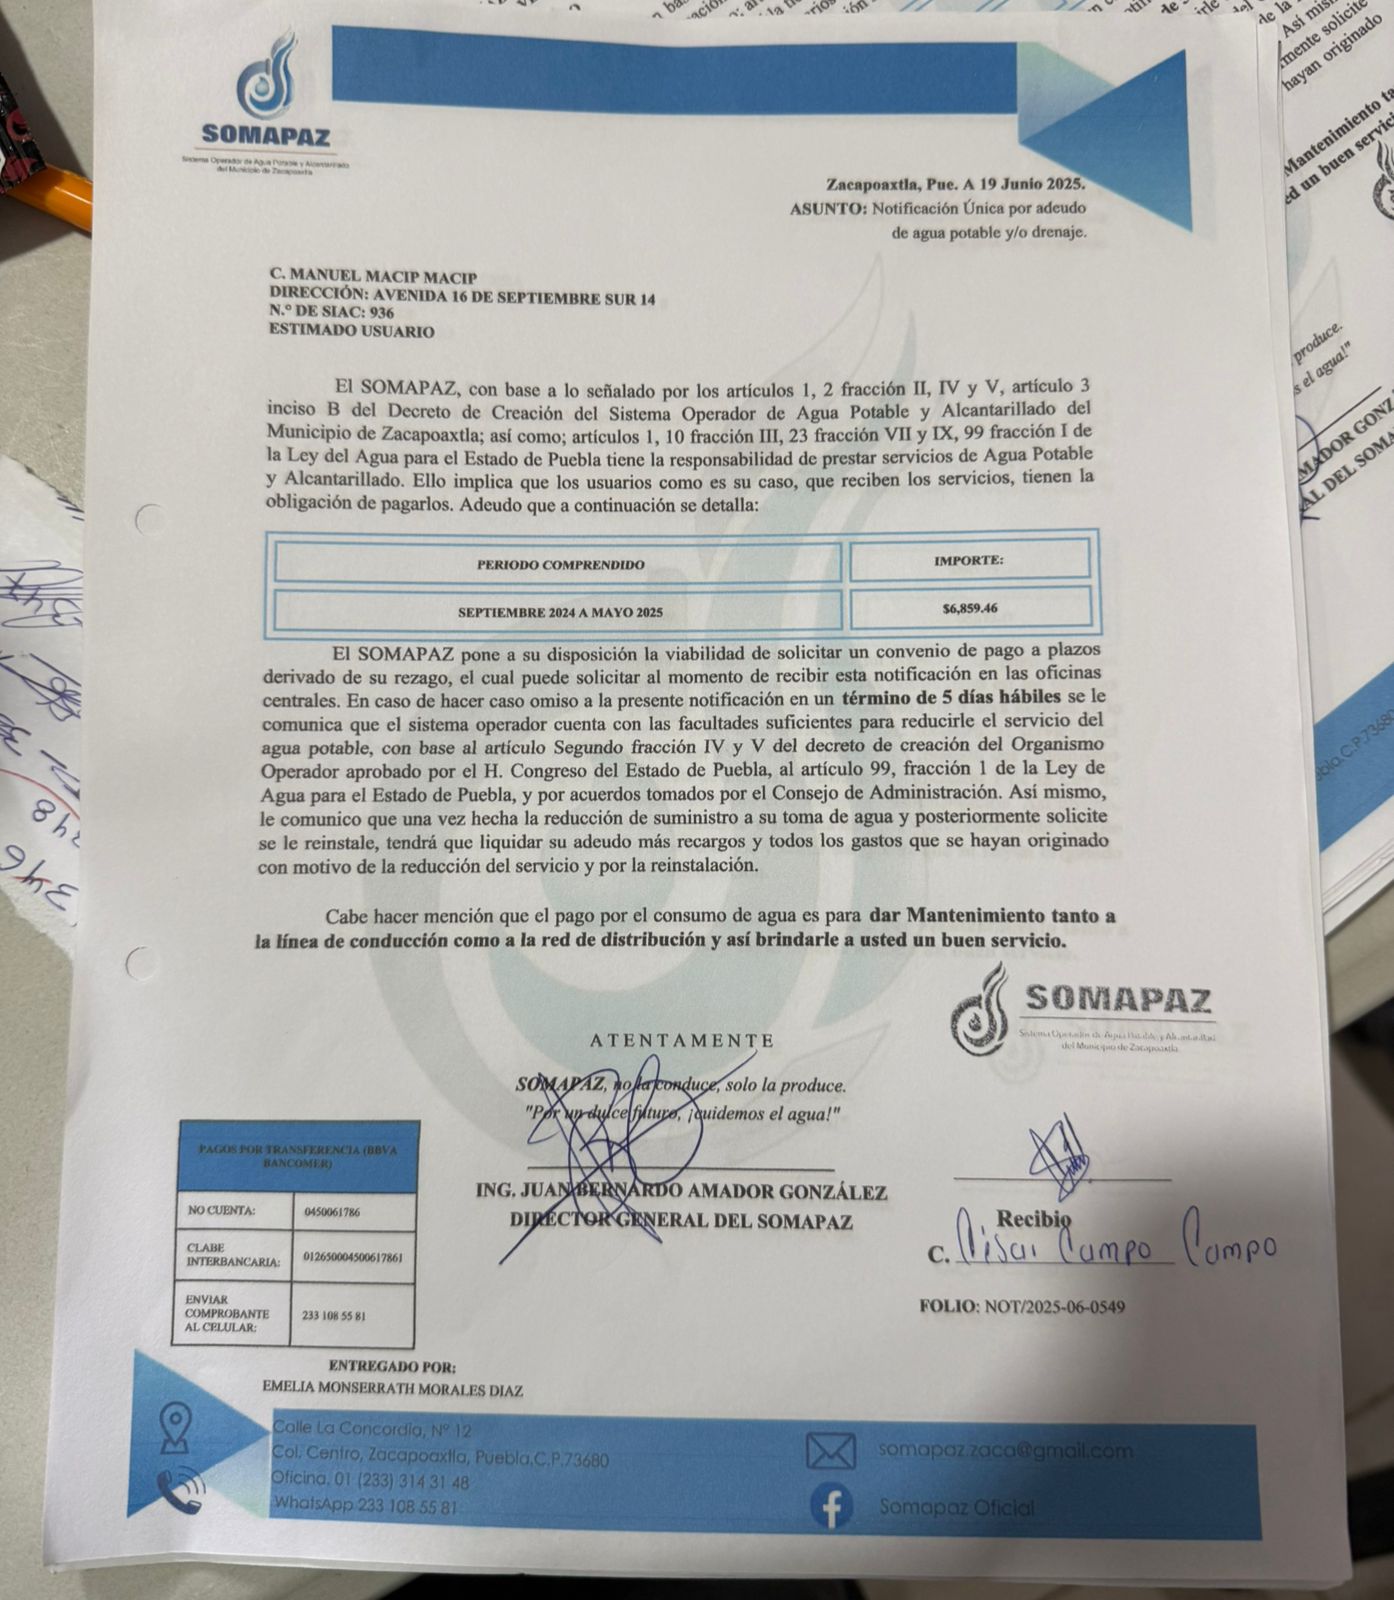 SOMAPAZ
Sistema Operador de Agua Potable y Alcantarillado
del Municipio de Zacapoaxtla
Zacapoaxtla, Pue. A 19 Junio 2025.
ASUNTO: Notificación Única por adeudo
de agua potable y/o drenaje.
C. MANUEL MACIP MACIP
DIRECCIÓN: AVENIDA 16 DE SEPTIEMBRE SUR 14
N.° DE SIAC: 936
ESTIMADO USUARIO
El SOMAPAZ, con base a lo señalado por los artículos 1, 2 fracción II, IV y V, artículo 3
inciso B del Decreto de Creación del Sistema Operador de Agua Potable y Alcantarillado del
Municipio de Zacapoaxtla; así como; artículos 1, 10 fracción III, 23 fracción VII y IX, 99 fracción I de
la Ley del Agua para el Estado de Puebla tiene la responsabilidad de prestar servicios de Agua Potable
y Alcantarillado. Ello implica que los usuarios como es su caso, que reciben los servicios, tienen la
obligación de pagarlos. Adeudo que a continuación se detalla:
PERIODO COMPRENDIDO IMPORTE:
SEPTIEMBRE 2024 A MAYO 2025 $6,859.46
El SOMAPAZ pone a su disposición la viabilidad de solicitar un convenio de pago a plazos
derivado de su rezago, el cual puede solicitar al momento de recibir esta notificación en las oficinas
centrales. En caso de hacer caso omiso a la presente notificación en un término de 5 días hábiles se le
comunica que el sistema operador cuenta con las facultades suficientes para reducirle el servicio del
agua potable, con base al artículo Segundo fracción IV y V del decreto de creación del Organismo
Operador aprobado por el H. Congreso del Estado de Puebla, al artículo 99, fracción 1 de la Ley de
Agua para el Estado de Puebla, y por acuerdos tomados por el Consejo de Administración. Así mismo,
le comunico que una vez hecha la reducción de suministro a su toma de agua y posteriormente solicite
se le reinstale, tendrá que liquidar su adeudo más recargos y todos los gastos que se hayan originado
con motivo de la reducción del servicio y por la reinstalación.
Cabe hacer mención que el pago por el consumo de agua es para dar Mantenimiento tanto a
la línea de conducción como a la red de distribución y así brindarle a usted un buen servicio.
SOMAPAZ
Sistema Operador de Agua Potable y Alcantarillado
del Municipio de Zacapoaxtla
ATENTAMENTE
SOMAPAZ, no la conduce, solo la produce.
"Por un dulce futuro, ¡cuidemos el agua!"
ING. JUAN BERNARDO AMADOR GONZÁLEZ
DIRECTOR GENERAL DEL SOMAPAZ
Recibio
C. Cisar Campo Campo
FOLIO: NOT/2025-06-0549
PAGOS POR TRANSFERENCIA (BBVA
BANCOMER)
NO CUENTA: 0450061786
CLABE
INTERBANCARIA: 012650004500617861
ENVIAR
COMPROBANTE
AL CELULAR: 233 108 55 81
ENTREGADO POR:
EMELIA MONSERRATH MORALES DIAZ
Calle La Concordia, N° 12
Col. Centro, Zacapoaxtla, Puebla,C.P.73680
Oficina. 01 (233) 314 31 48
WhatsApp 233 108 55 81
somapaz.zaca@gmail.com
Somapaz Oficial